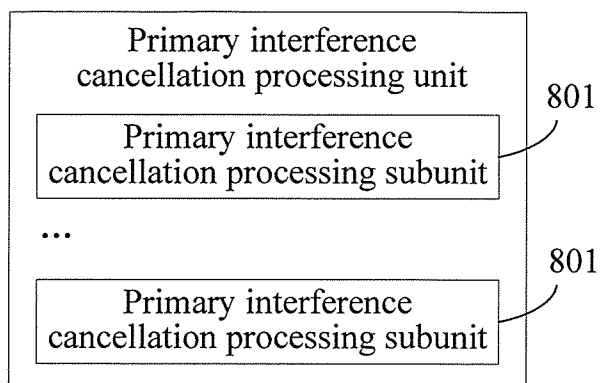 Primary interference
cancellation processing unit
801
Primary interference
cancellation processing subunit
...
801
Primary interference
cancellation processing subunit